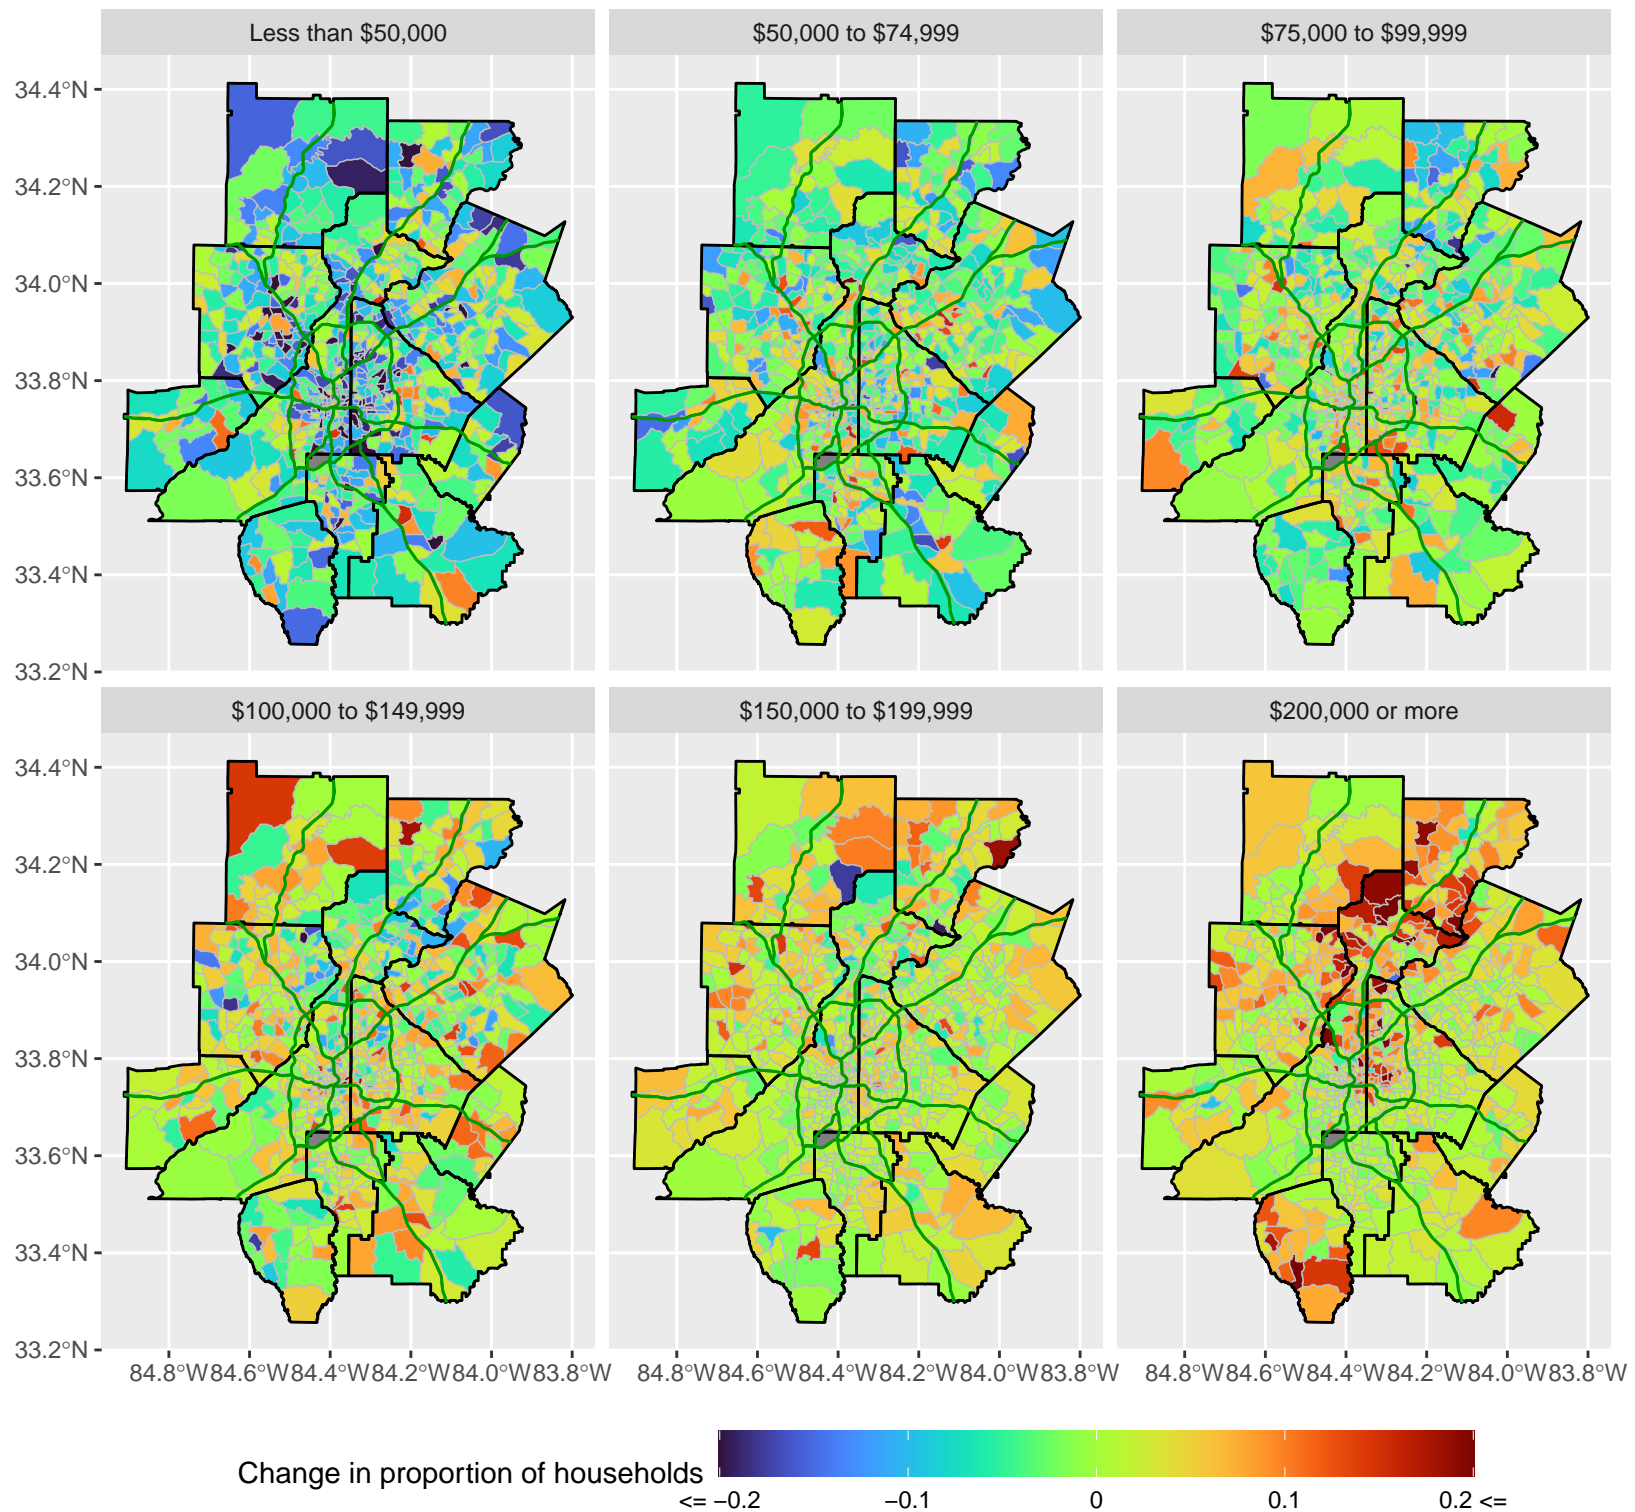 Less than $50,000
$50,000 to $74,999
$75,000 to $99,999
34.4°N
34.2°N
34.0°N
33.8°N
33.6°N
33.4°N
33.2°N
$100,000 to $149,999
$150,000 to $199,999
$200,000 or more
34.4°N
34.2°N
34.0°N
33.8°N
33.6°N
33.4°N
33.2°N
84.8°W84.6°W84.4°W84.2°W84.0°W83.8°W
84.8°W84.6°W84.4°W84.2°W84.0°W83.8°W
84.8°W84.6°W84.4°W84.2°W84.0°W83.8°W
Change in proportion of households
<= −0.2
−0.1
0
0.1
0.2 <=